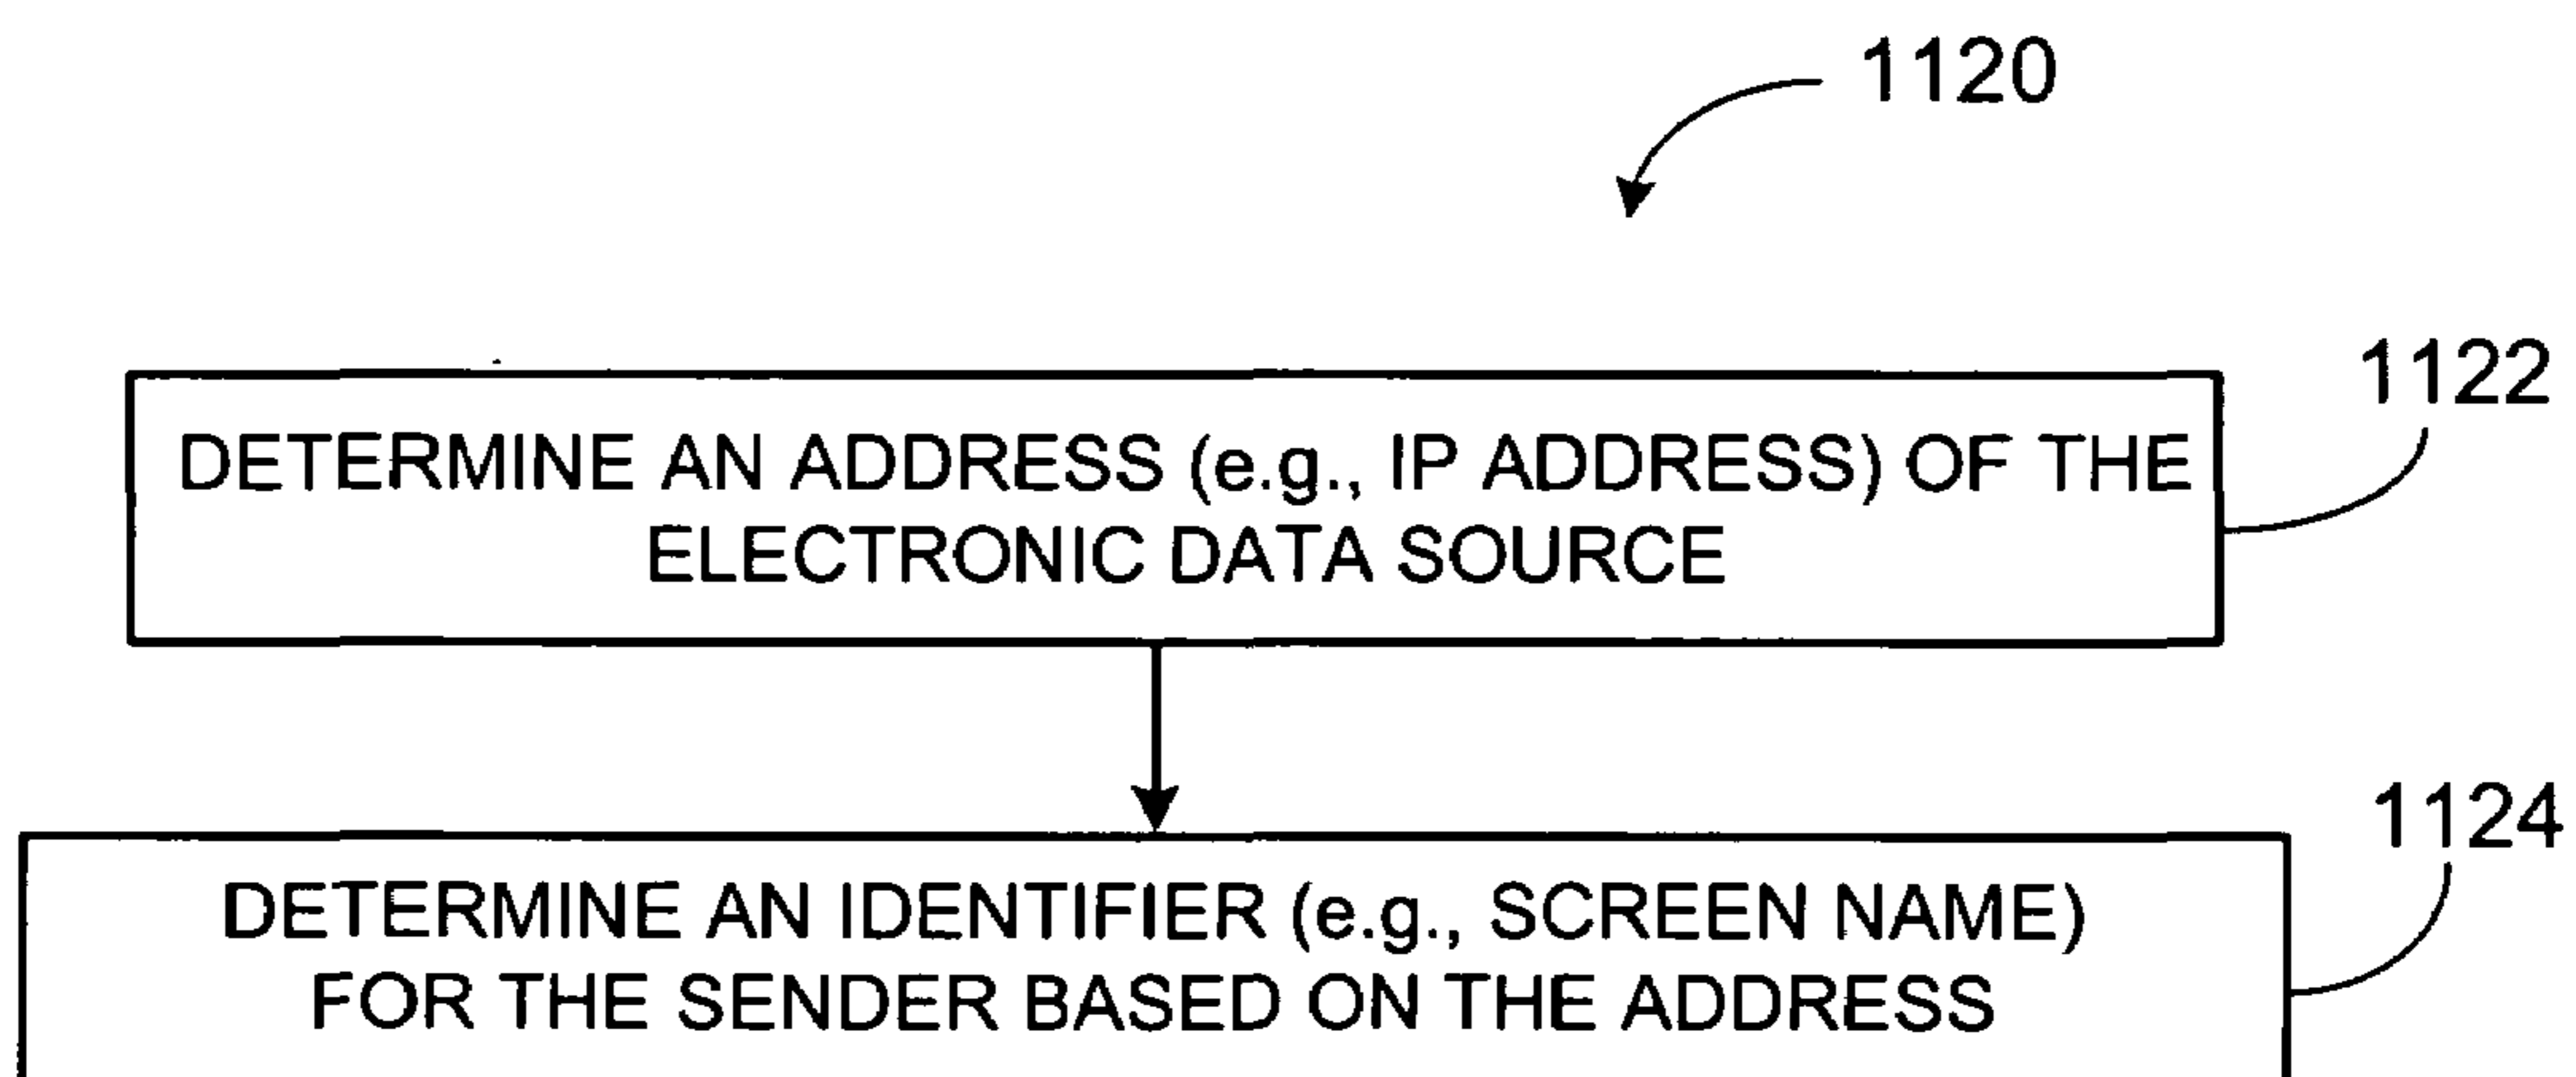 1120
1122
DETERMINE AN ADDRESS (e.g., IP ADDRESS) OF THE
ELECTRONIC DATA SOURCE
1124
DETERMINE AN IDENTIFIER (e.g., SCREEN NAME)
FOR THE SENDER BASED ON THE ADDRESS